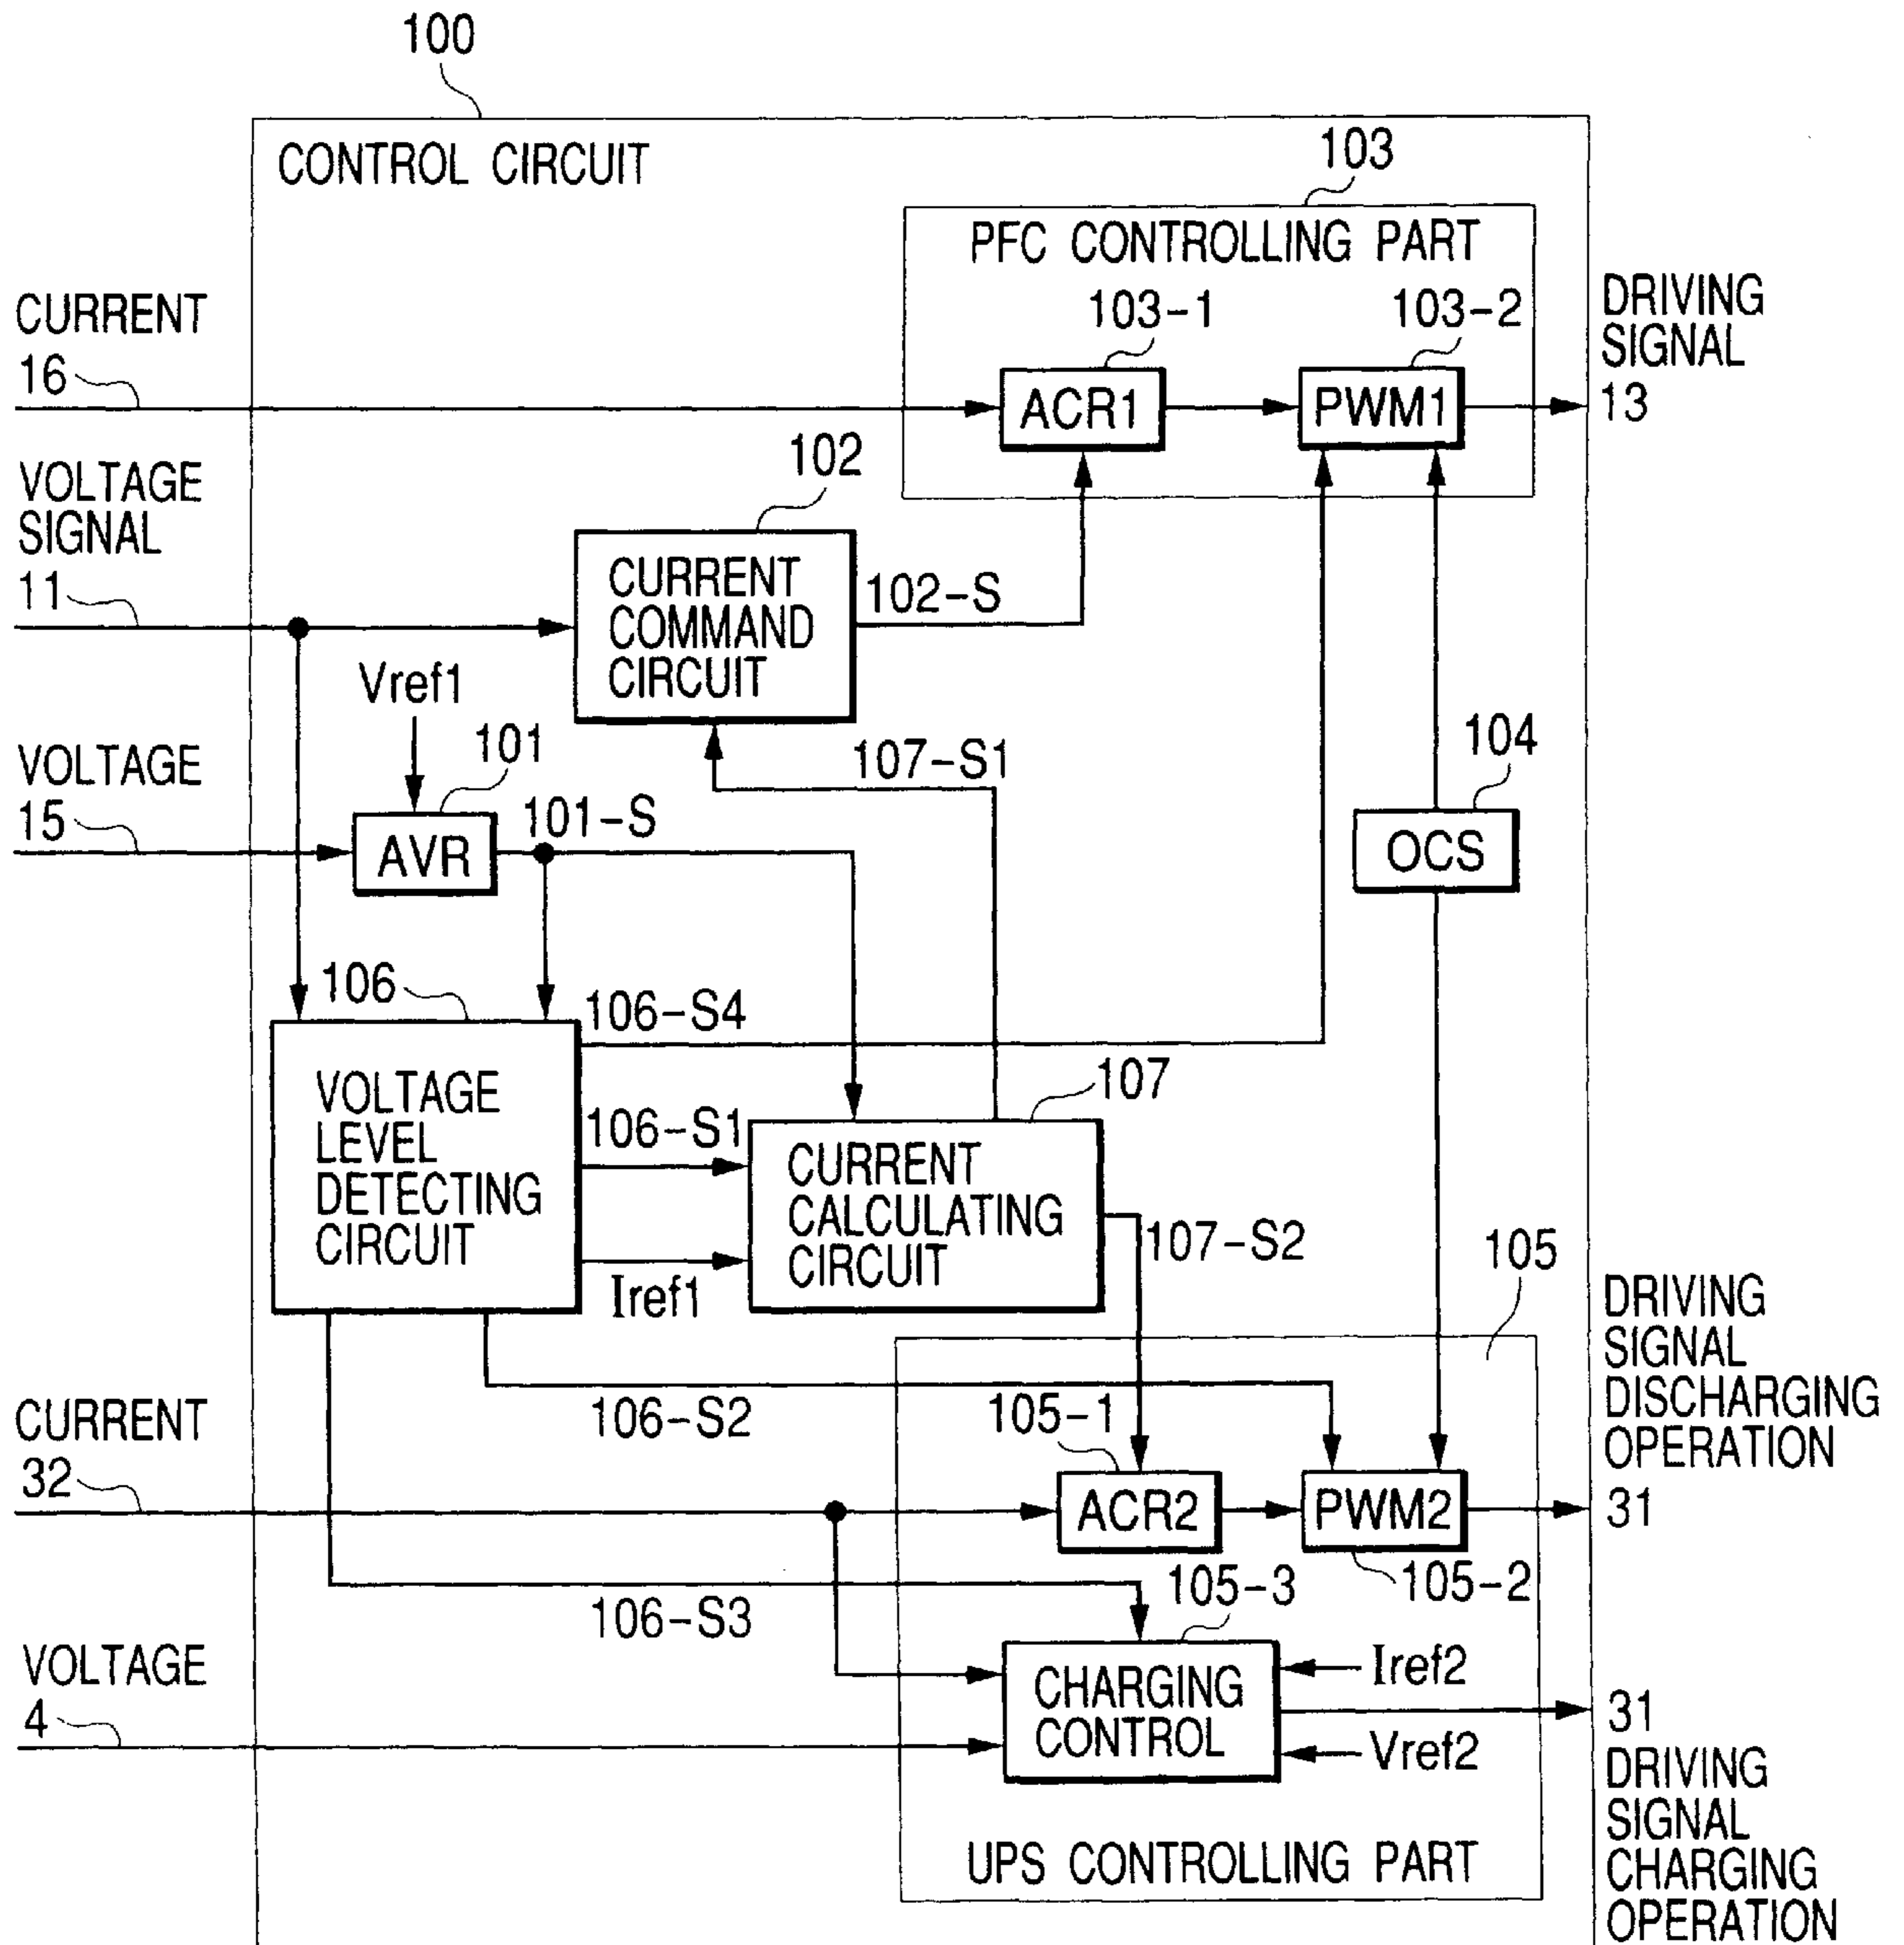 100
CONTROL CIRCUIT
103
PFC CONTROLLING PART
CURRENT
16
103-1
103-2
ACR1
PWM1
DRIVING
SIGNAL
13
VOLTAGE
SIGNAL
11
102
CURRENT
COMMAND
CIRCUIT
102-S
Vref1
VOLTAGE
15
101
AVR
101-S
107-S1
104
OCS
106
106-S4
VOLTAGE
LEVEL
DETECTING
CIRCUIT
106-S1
Iref1
107
CURRENT
CALCULATING
CIRCUIT
107-S2
105
DRIVING
SIGNAL
DISCHARGING
OPERATION
31
106-S2
CURRENT
32
105-1
ACR2
PWM2
105-2
105-3
106-S3
VOLTAGE
4
CHARGING
CONTROL
Iref2
Vref2
31
DRIVING
SIGNAL
CHARGING
OPERATION
UPS CONTROLLING PART